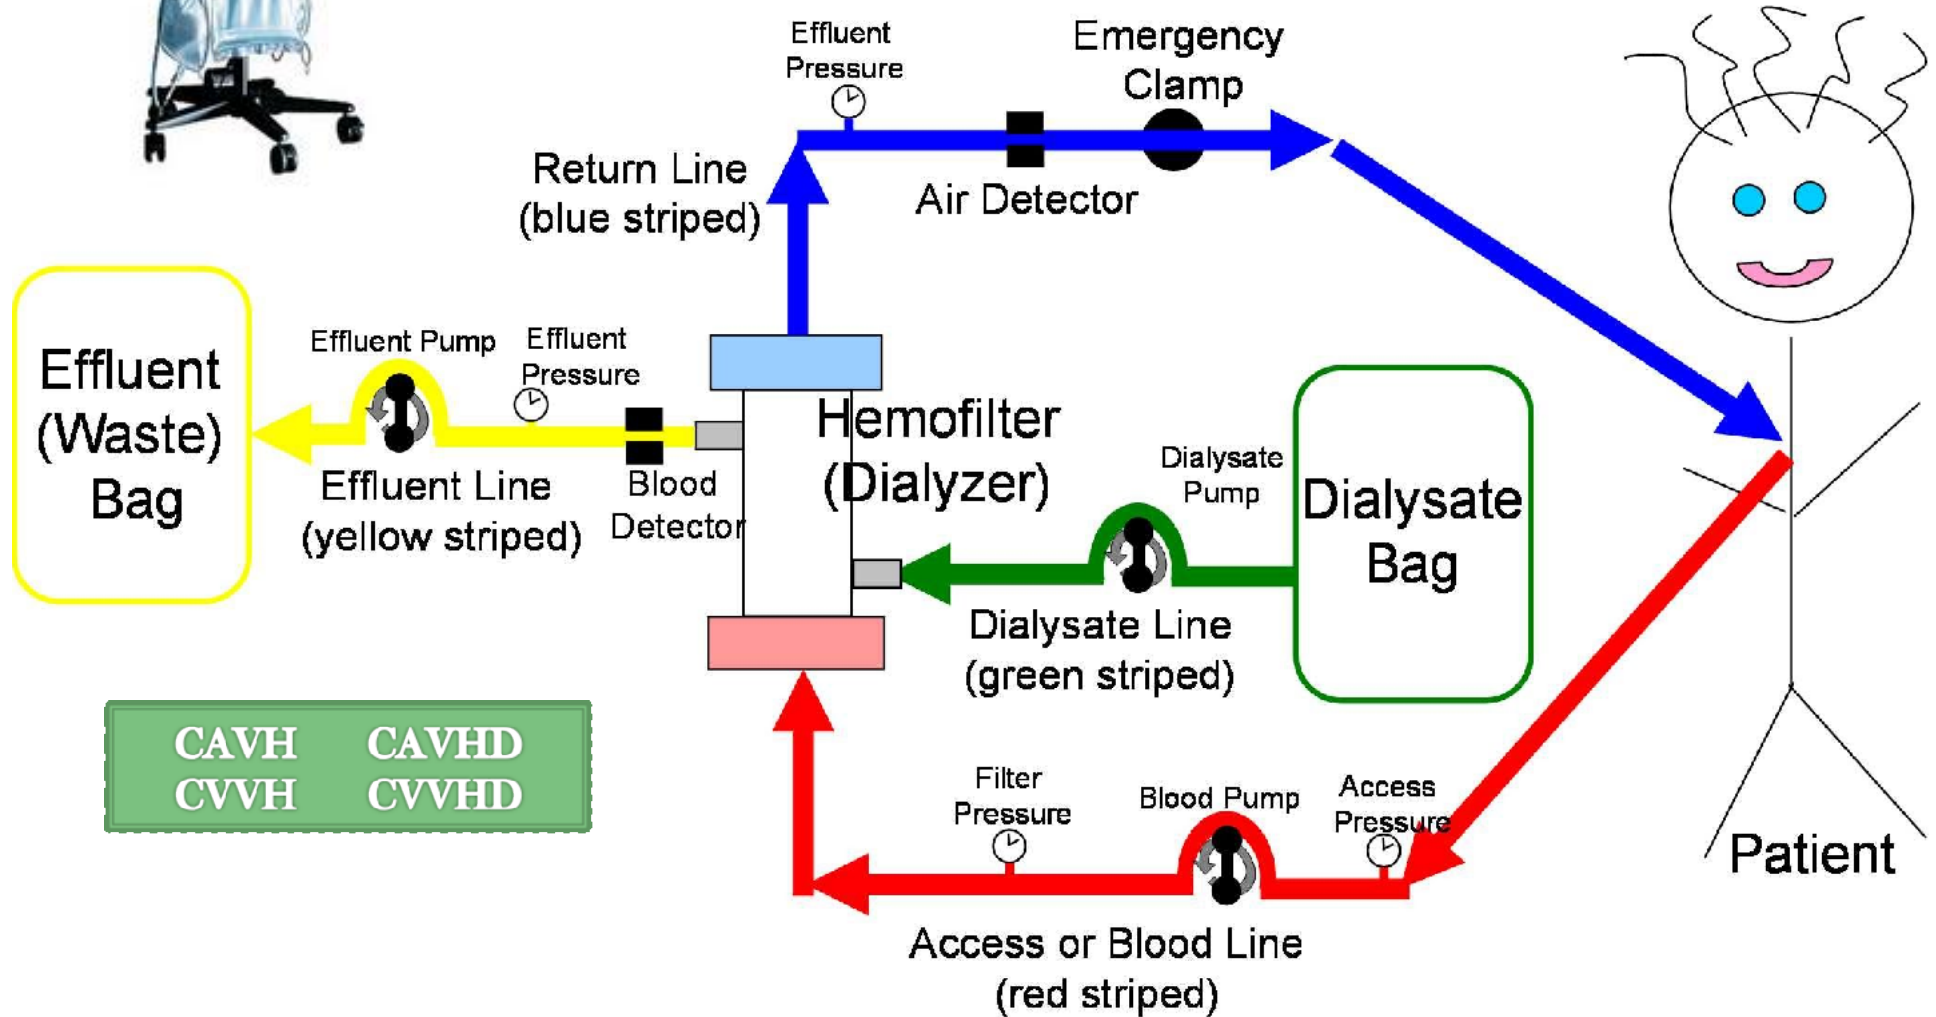 Effluent
Pressure
Emergency
Clamp
Return Line
(blue striped)
Air Detector
Effluent
(Waste)
Bag
Effluent Pump
Effluent
Pressure
Effluent Line
(yellow striped)
Blood
Detector
Hemofilter
(Dialyzer)
Dialysate
Pump
Dialysate
Bag
Dialysate Line
(green striped)
CAVH CAVHD
CVVH CVVHD
Filter
Pressure
Blood Pump
Access
Pressure
Patient
Access or Blood Line
(red striped)